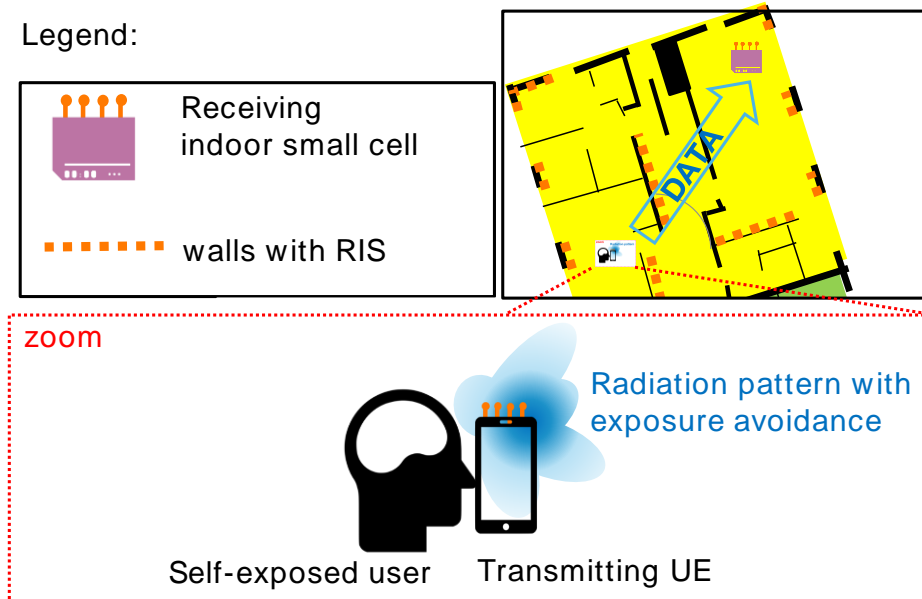 Legend:
Receiving
indoor small cell
walls with RIS
DATA
zoom
Radiation pattern with
exposure avoidance
Self-exposed user
Transmitting UE